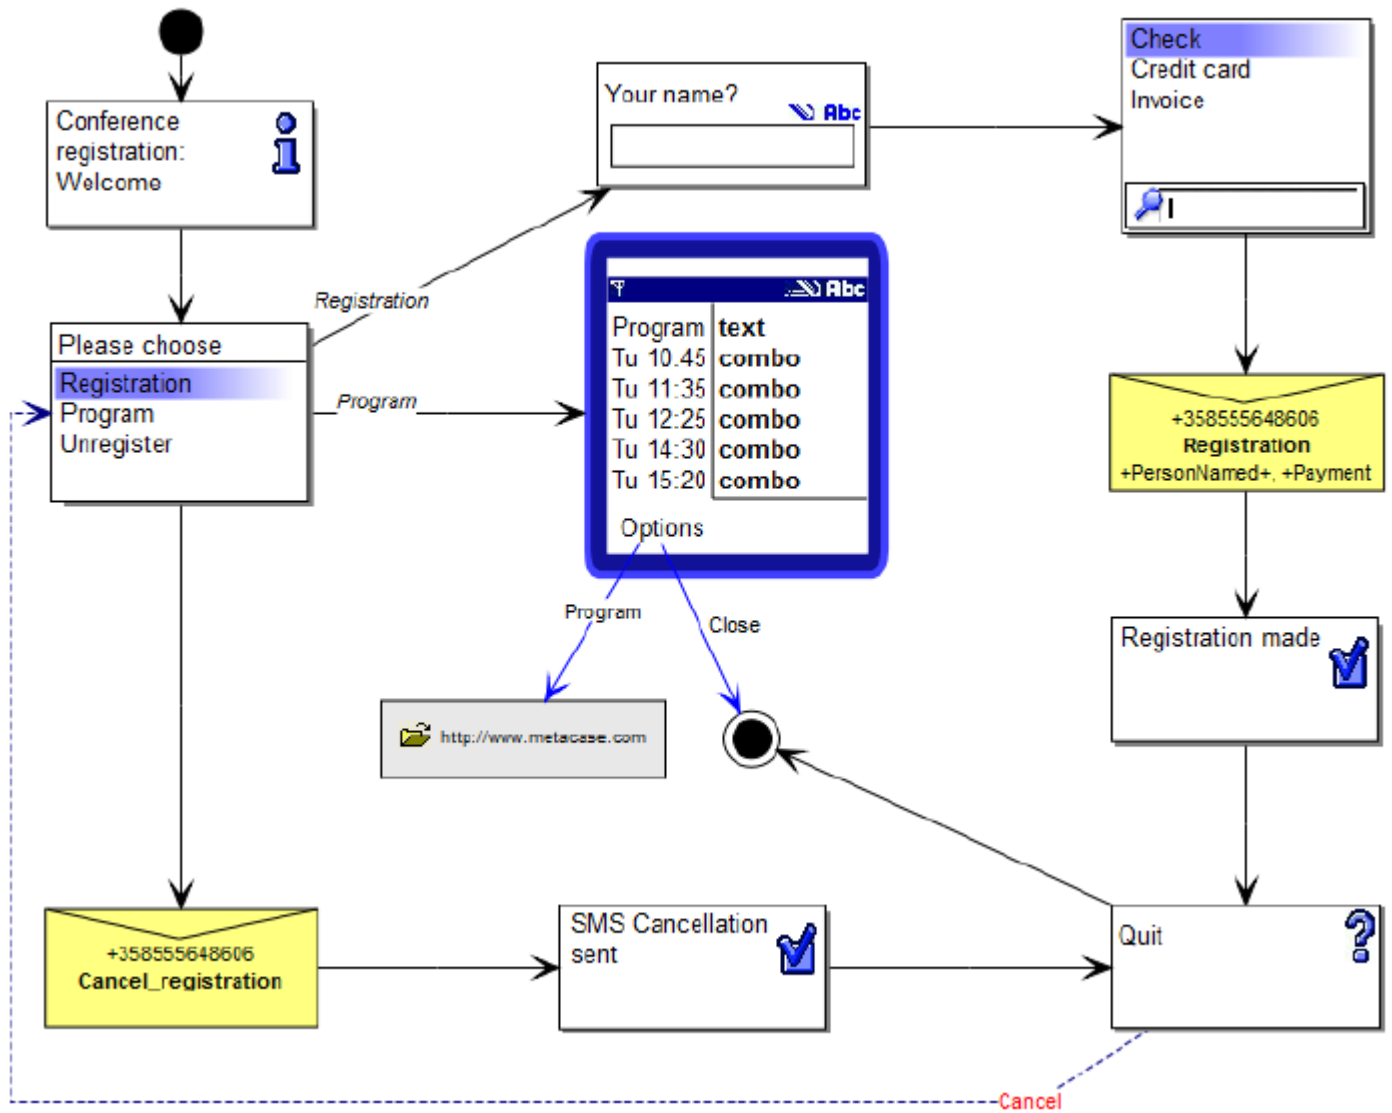 Conference
registration:
Welcome
Please choose
Registration
Program
Unregister
Registration
Program
Your name?
Abc
Check
Credit card
Invoice
Abc
Program text
Tu 10.45 combo
Tu 11:35 combo
Tu 12:25 combo
Tu 14:30 combo
Tu 15:20 combo
Options
Program
Close
http://www.metacase.com
+358555648606
Registration
+PersonNamed+, +Payment
Registration made
+358555648606
Cancel_registration
SMS Cancellation
sent
Quit
Cancel